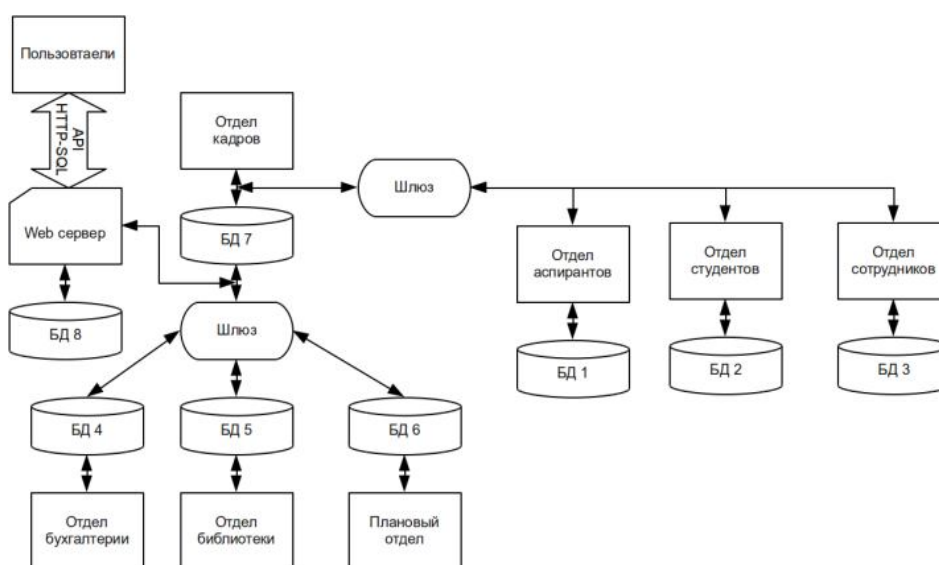 Пользовтаели
API
HTTP-SQL
Web сервер
БД 8
Отдел
кадров
БД 7
Шлюз
Шлюз
Отдел
аспирантов
Отдел
студентов
Отдел
сотрудников
БД 1
БД 2
БД 3
БД 4
БД 5
БД 6
Отдел
бухгалтерии
Отдел
библиотеки
Плановый
отдел